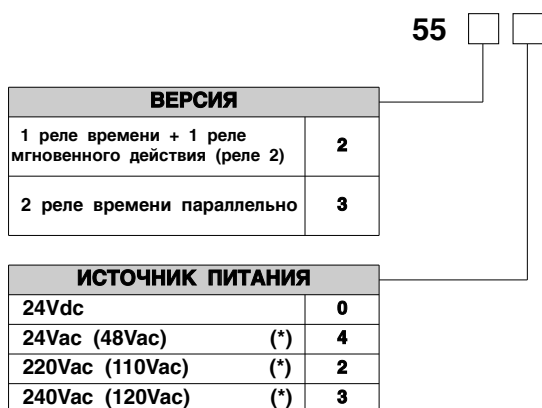 55
ВЕРСИЯ
1 реле времени + 1 реле
мгновенного действия (реле 2) 2
2 реле времени параллельно 3
ИСТОЧНИК ПИТАНИЯ
24Vdc 0
24Vac (48Vac) (*) 4
220Vac (110Vac) (*) 2
240Vac (120Vac) (*) 3